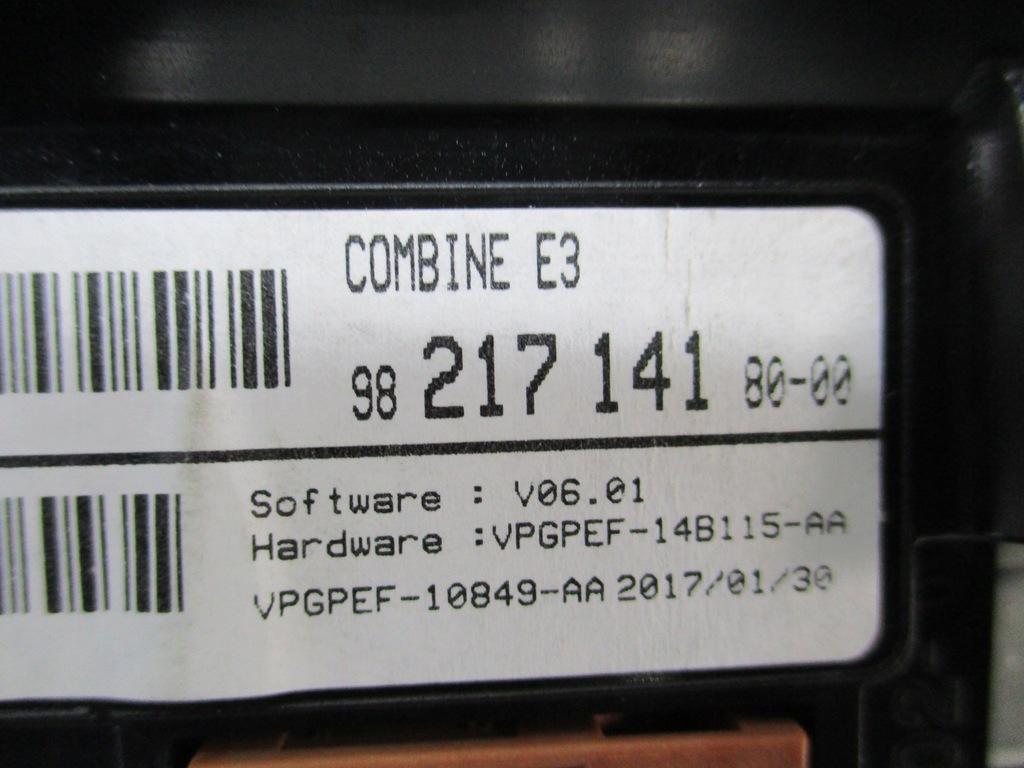 COMBINE E3
98 217 141 80-00
Software : V06.01
Hardware :VPGPEF-14B115-AA
VPGPEF-10849-AA 2017/01/30